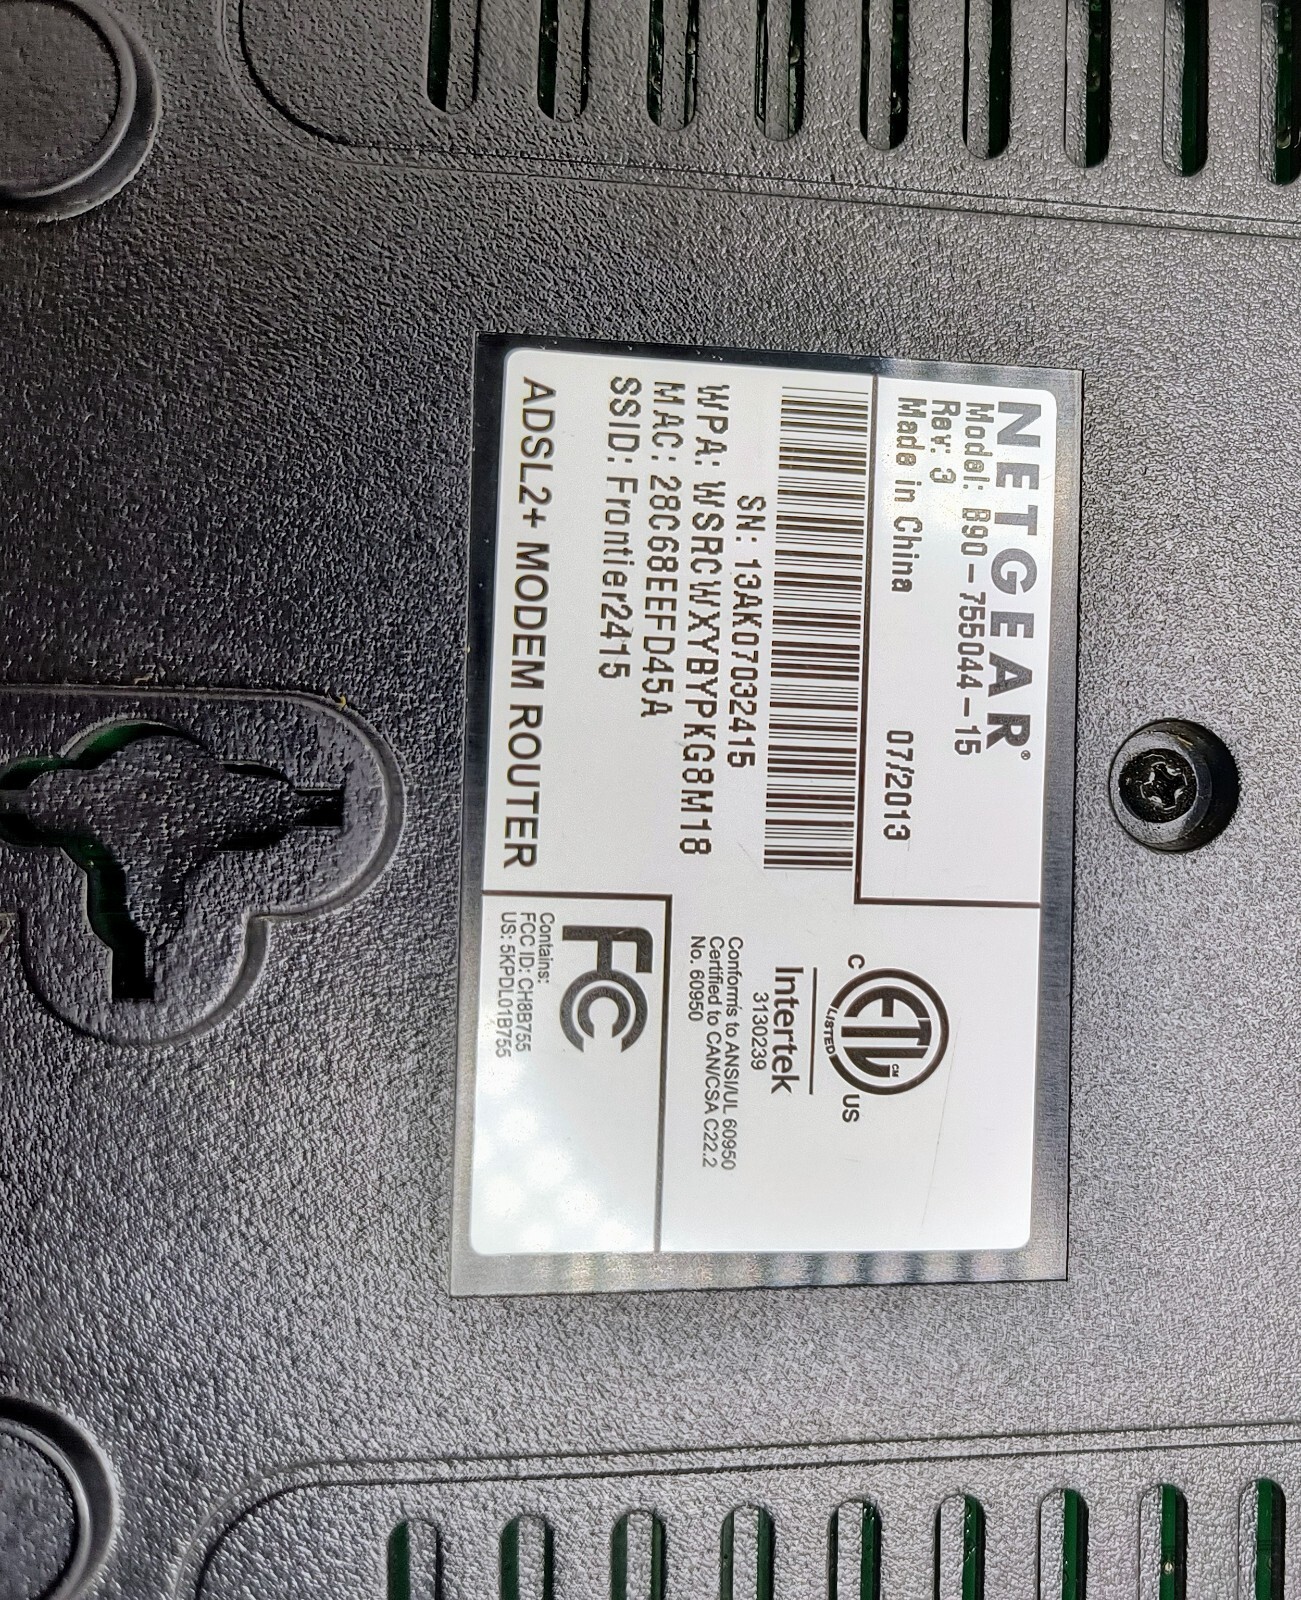 NETGEAR®
Model: B90-755044-15
Rev: 3
Made in China 07/2013
SN: 13AK07032415
WPA: WSRCWXYBYPKG8M18
MAC: 28C68EEFD45A
SSID: Frontier2415
ADSL2+ MODEM ROUTER
ETL CM
LISTED
C US
Intertek
3130239
Conforms to ANSI/UL 60950
Certified to CAN/CSA C22.2
No. 60950
FC
Contains:
FCC ID: CH8B755
US: 5KPDL01B755